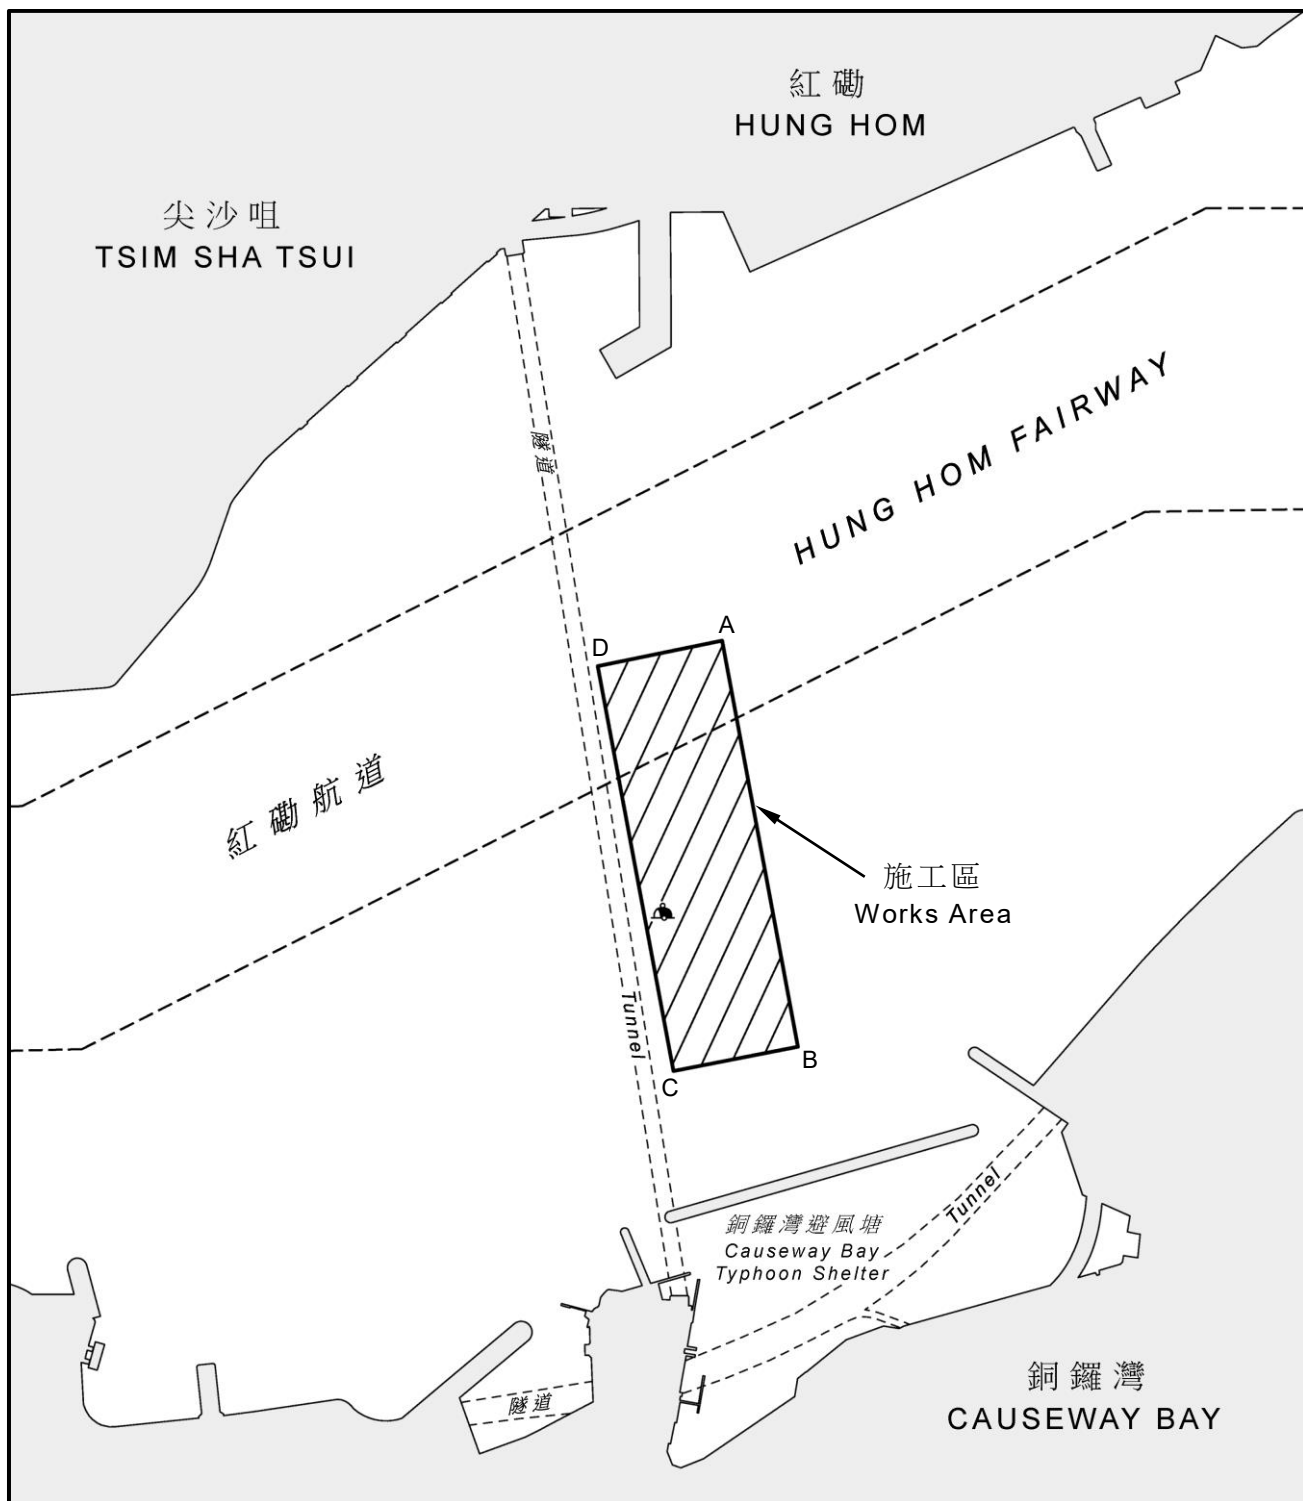 紅磡
HUNG HOM
尖沙咀
TSIM SHA TSUI
隧道
HUNG HOM FAIRWAY
A
D
紅磡航道
施工區
Works Area
Tunnel
B
C
Tunnel
銅鑼灣避風塘
Causeway Bay
Typhoon Shelter
隧道
銅鑼灣
CAUSEWAY BAY